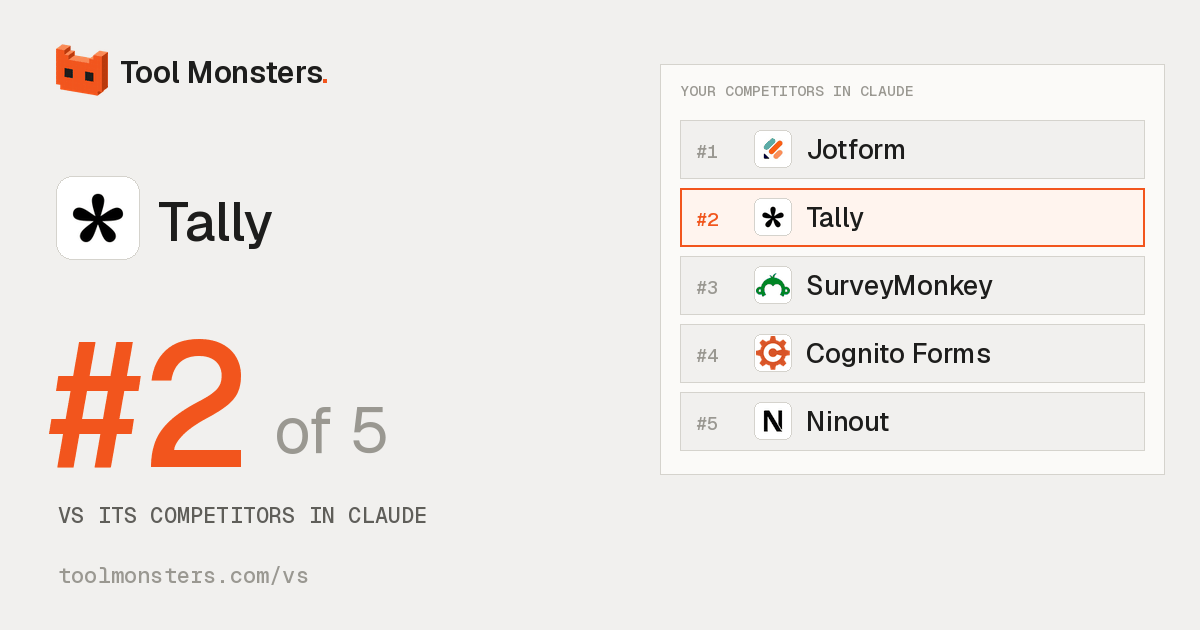 Tool Monsters.
Tally
#2 of 5
VS ITS COMPETITORS IN CLAUDE
toolmonsters.com/vs
YOUR COMPETITORS IN CLAUDE
#1 Jotform
#2 Tally
#3 SurveyMonkey
#4 Cognito Forms
#5 Ninout